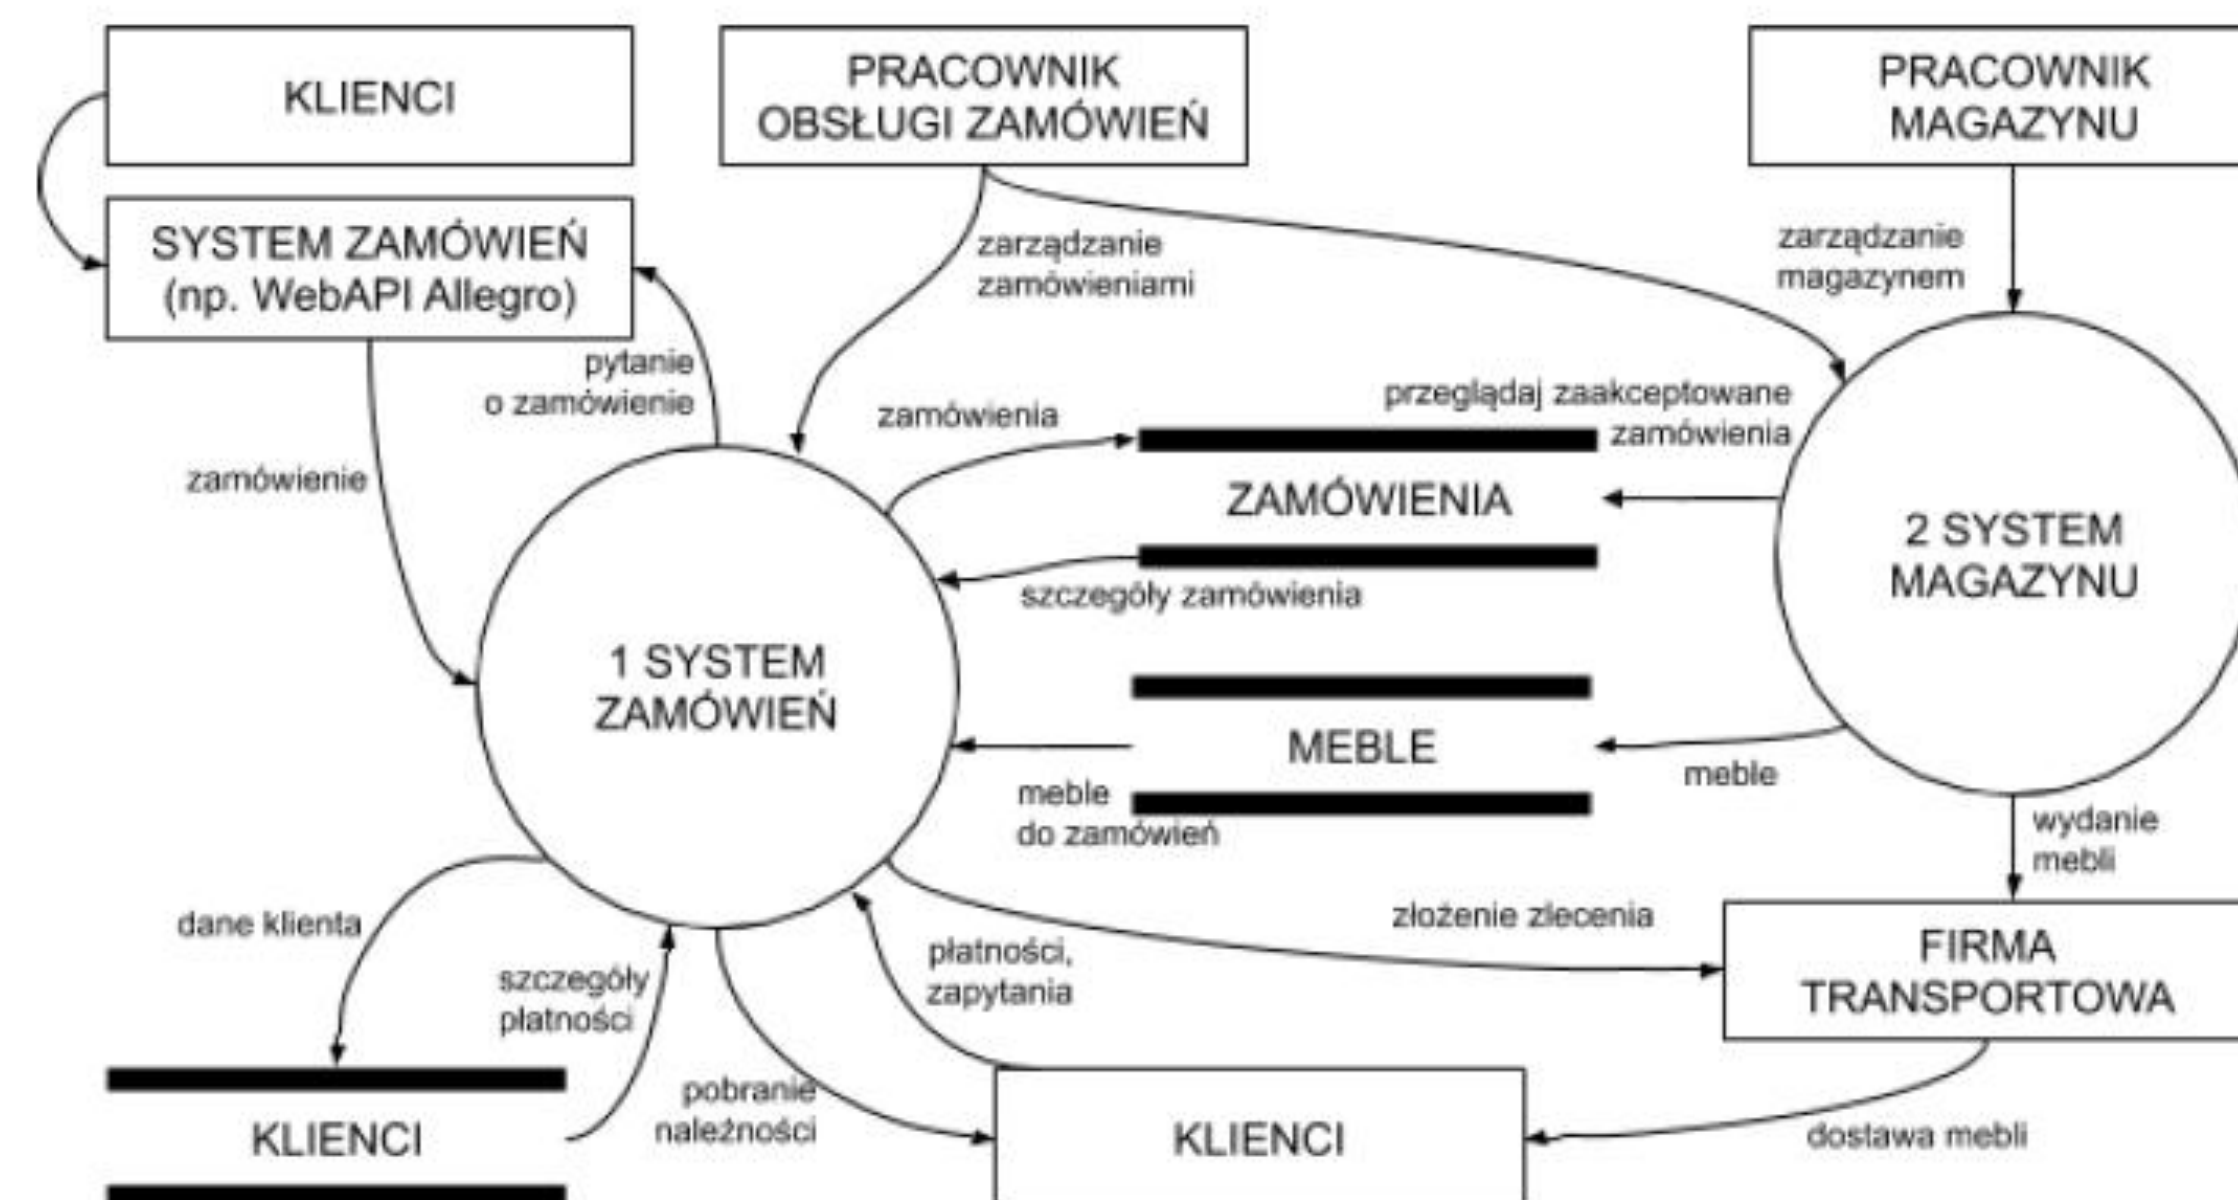 KLIENCI
PRACOWNIK
OBSŁUGI ZAMÓWIEŃ
PRACOWNIK
MAGAZYNU
SYSTEM ZAMÓWIEŃ
(np. WebAPI Allegro)
zarządzanie
zamówieniami
zarządzanie
magazynem
pytanie
o zamówienie
zamówienie
zamówienia
przeglądaj zaakceptowane
zamówienia
ZAMÓWIENIA
szczegóły zamówienia
2 SYSTEM
MAGAZYNU
1 SYSTEM
ZAMÓWIEŃ
MEBLE
meble
do zamówień
meble
wydanie
mebli
dane klienta
szczegóły
płatności
płatności,
zapytania
złożenie zlecenia
FIRMA
TRANSPORTOWA
pobranie
należności
KLIENCI
KLIENCI
dostawa mebli